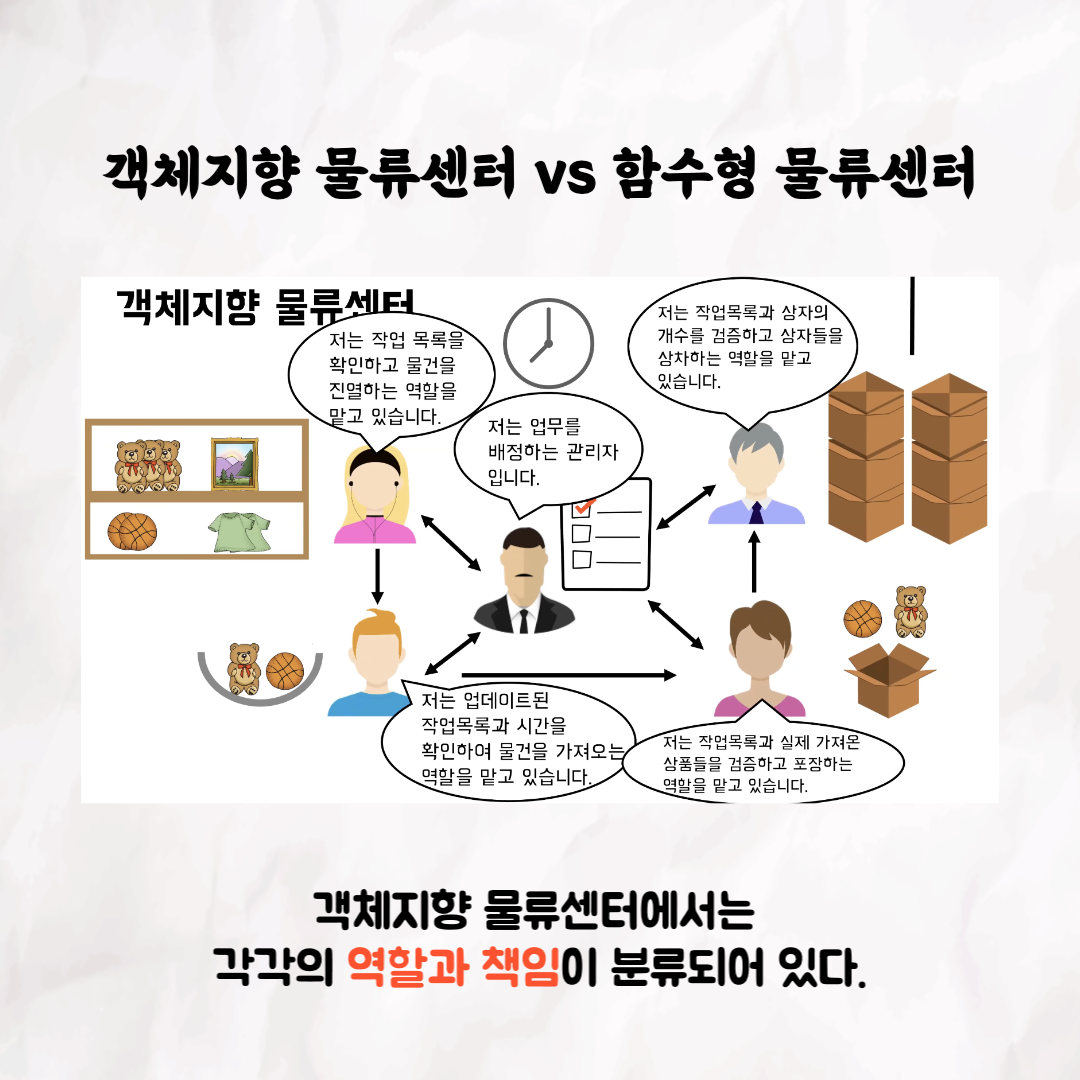 객체지향 물류센터 vs 함수형 물류센터
객체지향 물류센터
저는 작업 목록을
확인하고 물건을
진열하는 역할을
맡고 있습니다.
저는 업무를
배정하는 관리자
입니다.
저는 작업목록과 상자의
개수를 검증하고 상자들을
상차하는 역할을 맡고
있습니다.
저는 업데이트된
작업목록과 시간을
확인하여 물건을 가져오는
역할을 맡고 있습니다.
저는 작업목록과 실제 가져온
상품들을 검증하고 포장하는
역할을 맡고 있습니다.
객체지향 물류센터에서는
각각의 역할과 책임이 분류되어 있다.